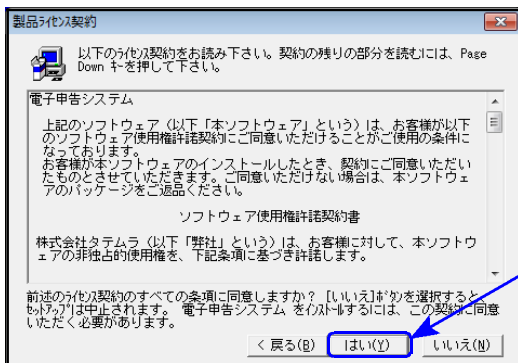 製品ﾗｲｾﾝｽ契約
以下のﾗｲｾﾝｽ契約をお読み下さい。契約の残りの部分を読むには、Page
Down ｷｰを押して下さい。
電子申告システム
上記のソフトウェア（以下「本ソフトウェア」という）は、お客様が以下
のソフトウェア使用権許諾契約にご同意いただけることがご使用の条件に
なっております。
お客様が本ソフトウェアのインストールしたとき、契約にご同意いただい
たものとさせていただきます。ご同意いただけない場合は、本ソフトウェ
アのパッケージをご返品ください。
ソフトウェア使用権許諾契約書
株式会社タテムラ（以下「弊社」という）は、お客様に対して、本ソフトウ
ェアの非独占的使用権を、下記条項に基づき許諾します。
前述のﾗｲｾﾝｽ契約のすべての条項に同意しますか？ [いいえ]ﾎﾞﾀﾝを選択すると、
ｾｯﾄｱｯﾌﾟは中止されます。 電子申告システム をｲﾝｽﾄｰﾙするには、この契約に同意
いただく必要があります。
< 戻る(B) はい(Y) いいえ(N)